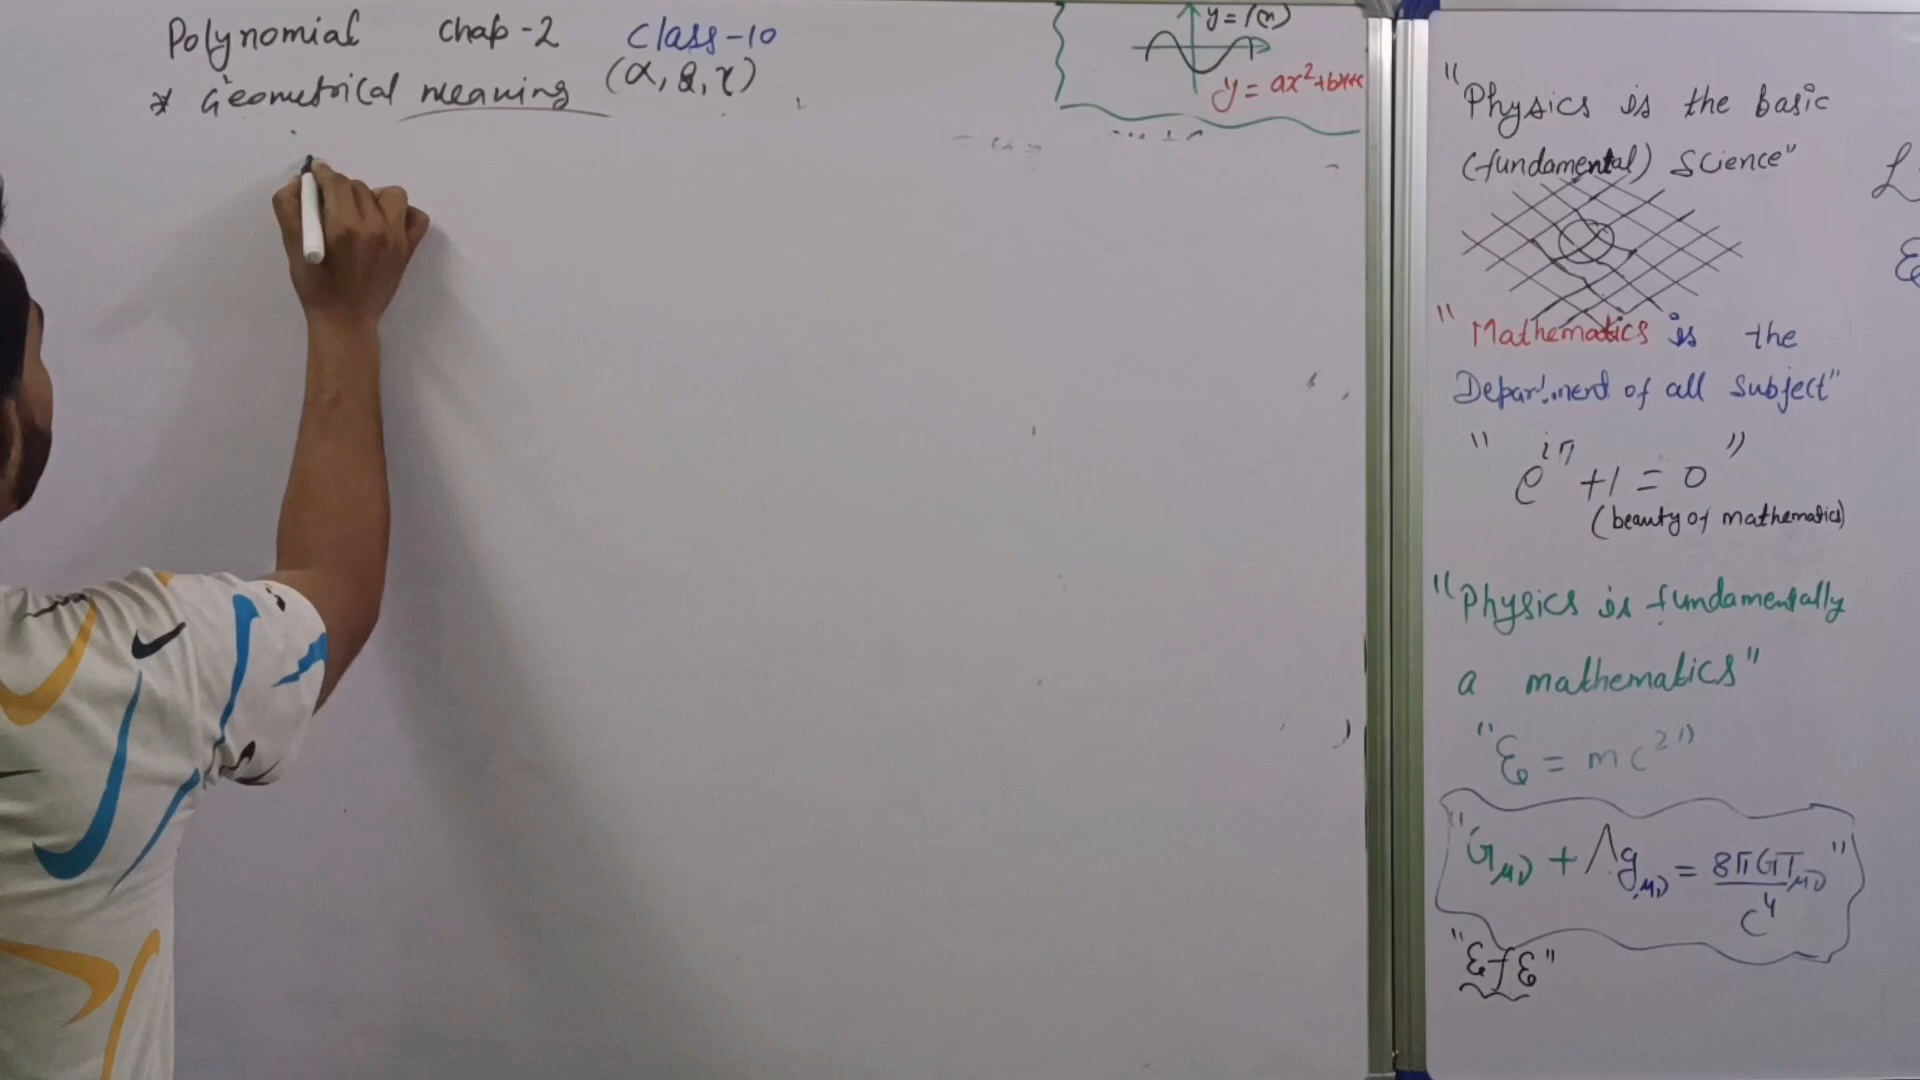 Polynomial Chap-2 Class-10
* Geometrical meaning (α, β, γ)
y = f(x)
y = ax²+bx+c
"Physics is the basic
(fundamental) Science"
"Mathematics is the
Department of all subject"
"e^{iπ} +1 = 0"
(beauty of mathematics)
"Physics is fundamentally
a mathematics"
"E = mc²"
"Gμν + Λgμν = 8πGTμν / c⁴"
"EfE"